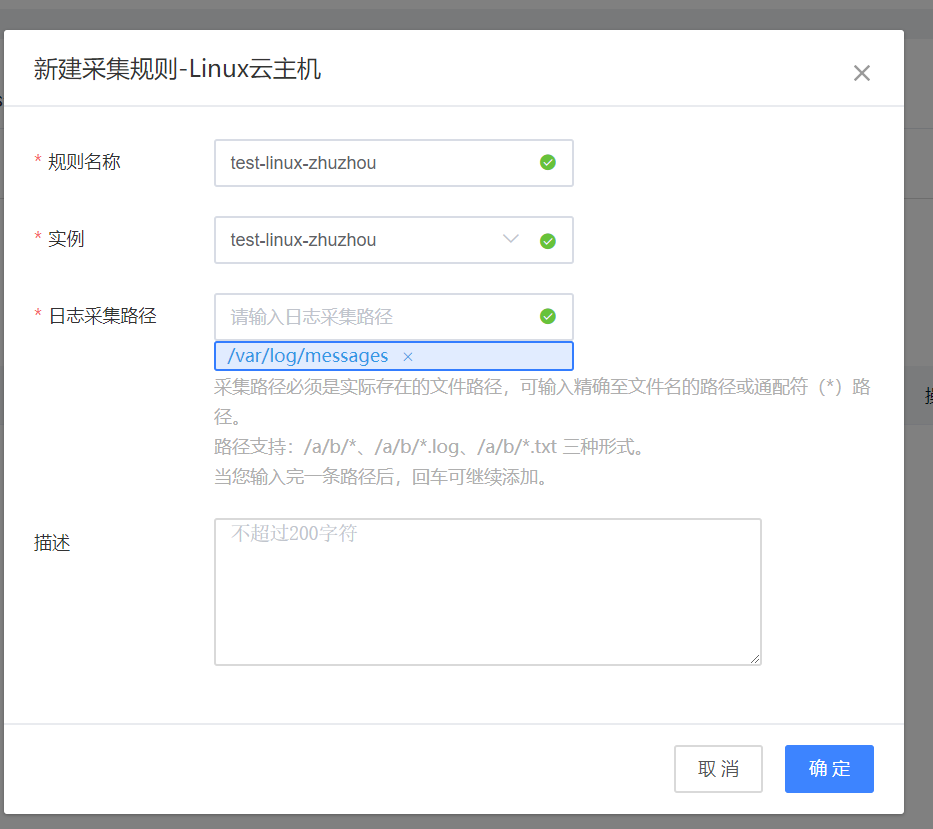 新建采集规则-Linux云主机
* 规则名称
test-linux-zhuzhou
* 实例
test-linux-zhuzhou
* 日志采集路径
请输入日志采集路径
/var/log/messages ×
采集路径必须是实际存在的文件路径，可输入精确至文件名的路径或通配符（*）路
径。
路径支持：/a/b/*、/a/b/*.log、/a/b/*.txt 三种形式。
当您输入完一条路径后，回车可继续添加。
描述
不超过200字符
取消
确定